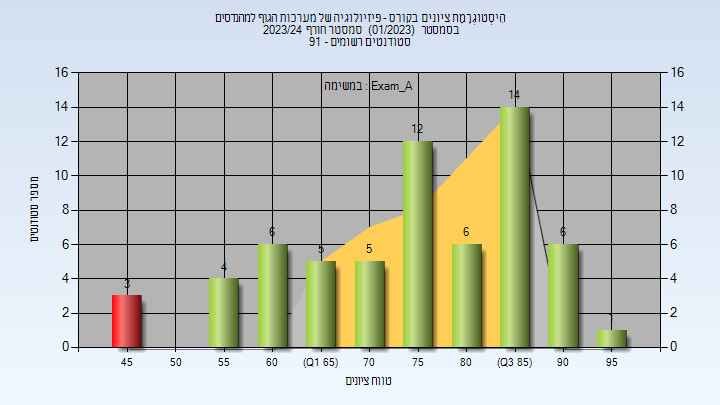 הִיסְטוֹגְרַמַת ציונים בקורס - פיזיולוגיה של מערכות הגוף למהנדסים
בסמסטר (01/2023) סמסטר חורף 2023/24
סטודנטים רשומים - 91
במשימה : Exam_A
16 16
14 14
12 12
10 10
8 8
6 6
4 4
2 2
0 0
מספר סטודנטים
3 4 6 5 5 12 6 14 6 1
45 50 55 60 (Q1 65) 70 75 80 (Q3 85) 90 95
טווח ציונים